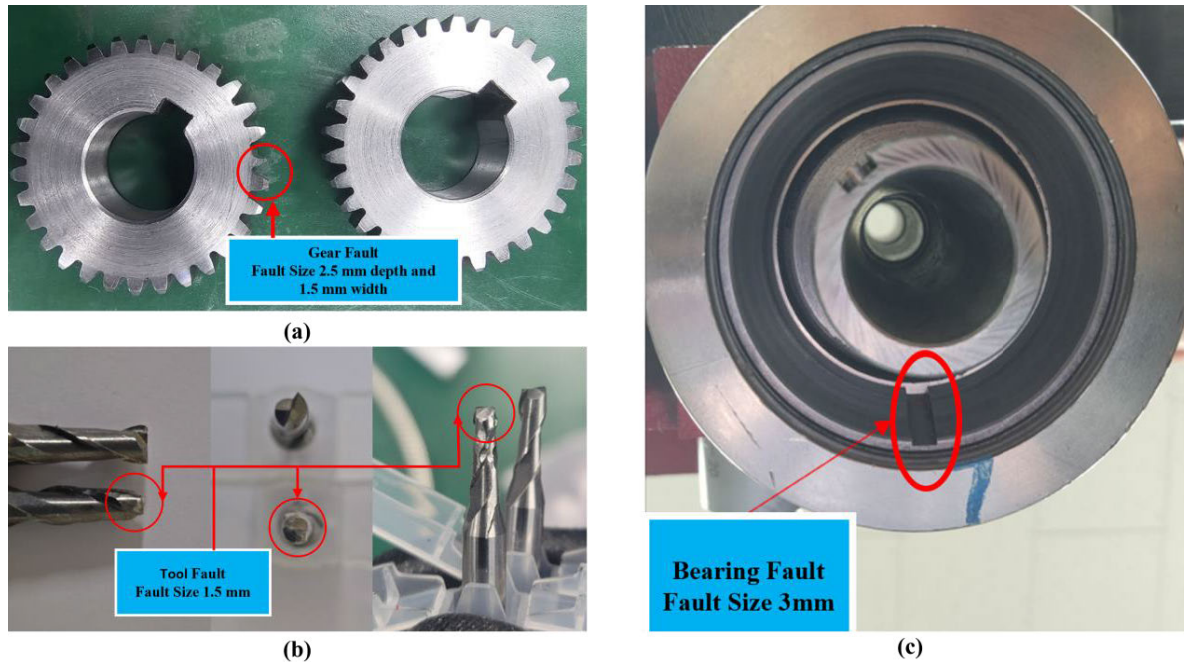 Gear Fault
Fault Size 2.5 mm depth and
1.5 mm width
(a)
Tool Fault
Fault Size 1.5 mm
(b)
Bearing Fault
Fault Size 3mm
(c)